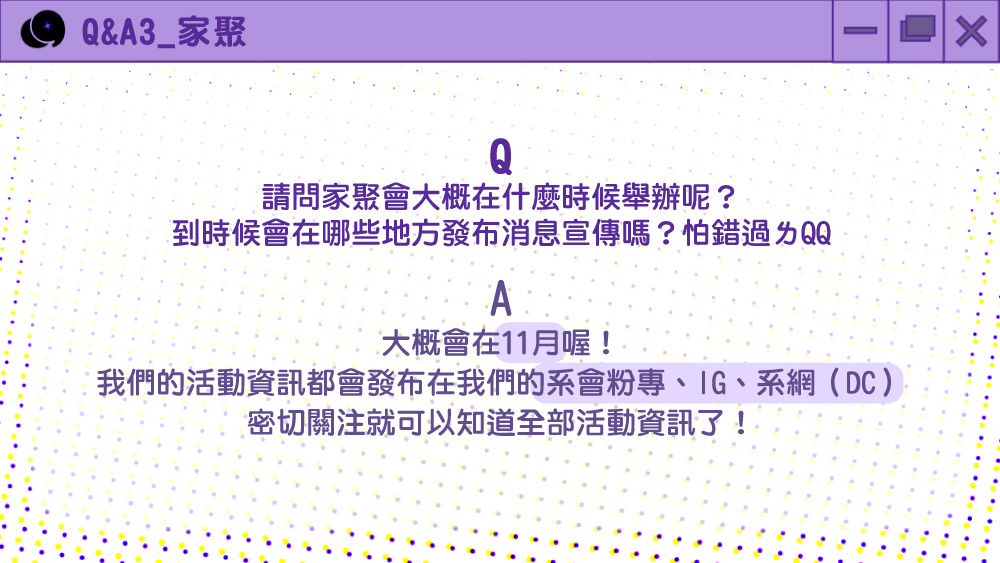 Q&A3_家聚
Q
請問家聚會大概在什麼時候舉辦呢？
到時候會在哪些地方發布消息宣傳嗎？怕錯過ㄌQQ
A
大概會在11月喔！
我們的活動資訊都會發布在我們的系會粉專、IG、系網（DC）
密切關注就可以知道全部活動資訊了！